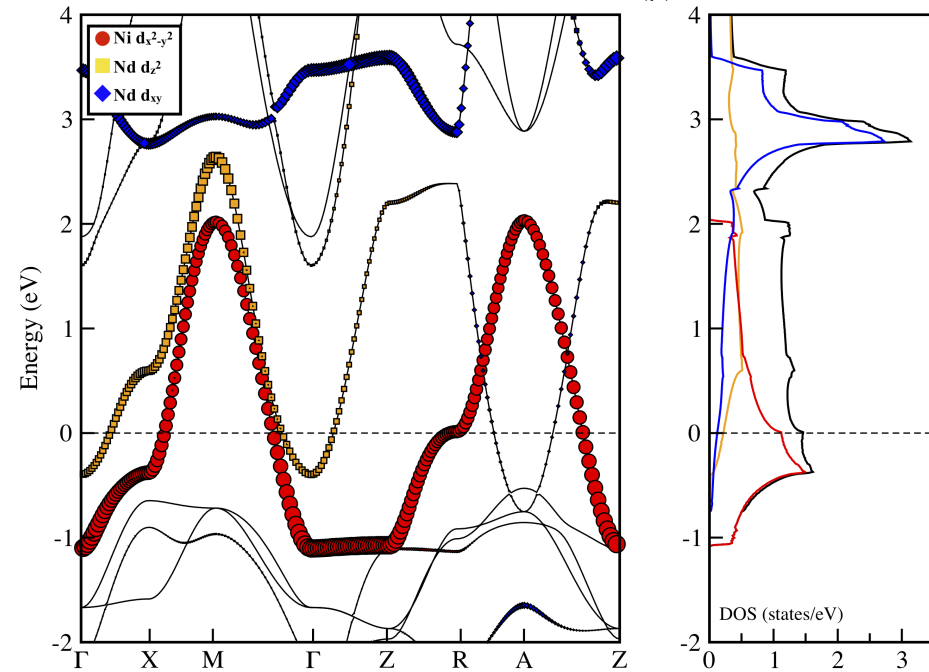 4
3
2
1
0
-1
-2
Energy (eV)
Ni dx²-y²
Nd dz²
Nd dxy
Γ X M Γ Z R A Z
4
3
2
1
0
-1
-2
DOS (states/eV)
0 1 2 3